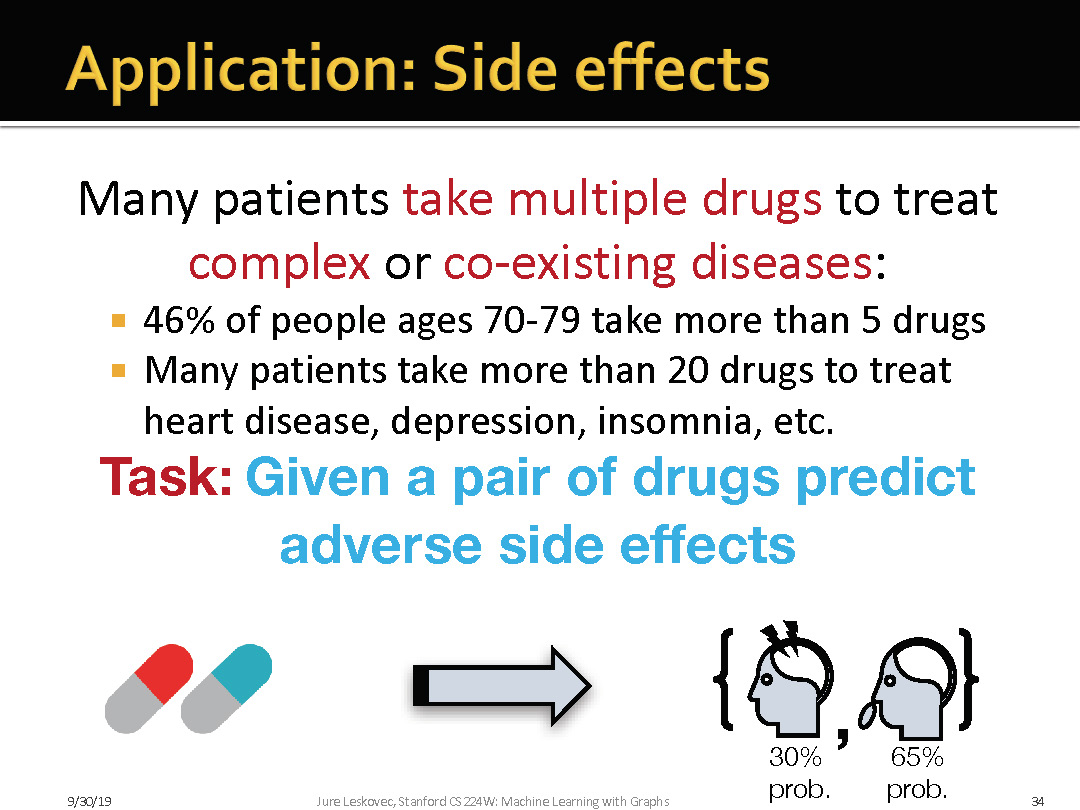 Application: Side effects
Many patients take multiple drugs to treat
complex or co-existing diseases:
46% of people ages 70-79 take more than 5 drugs
Many patients take more than 20 drugs to treat
heart disease, depression, insomnia, etc.
Task: Given a pair of drugs predict
adverse side effects
{ , }
30% prob.
65% prob.
9/30/19
Jure Leskovec, Stanford CS224W: Machine Learning with Graphs
34